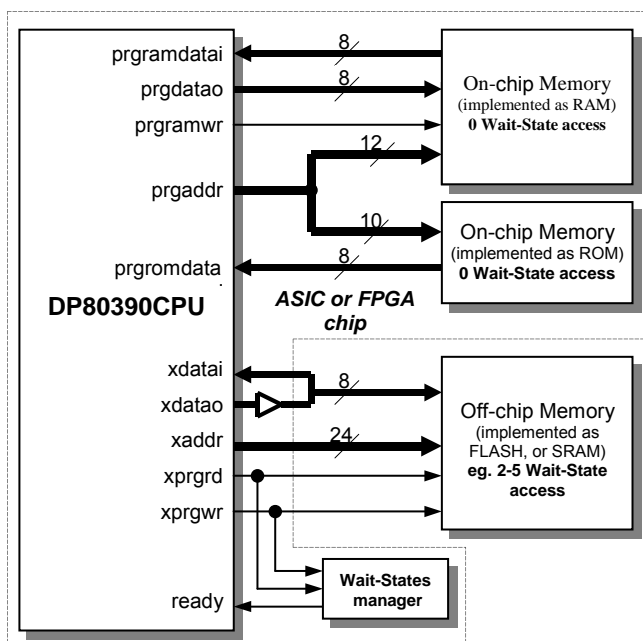 DP80390CPU
prgramdatai
prgdatao
prgramwr
prgaddr
prgromdata
xdatai
xdatao
xaddr
xprgrd
xprgwr
ready
8
8
12
10
8
8
24
ASIC or FPGA
chip
On-chip Memory
(implemented as RAM)
0 Wait-State access
On-chip Memory
(implemented as ROM)
0 Wait-State access
Off-chip Memory
(implemented as
FLASH, or SRAM)
eg. 2-5 Wait-State
access
Wait-States
manager